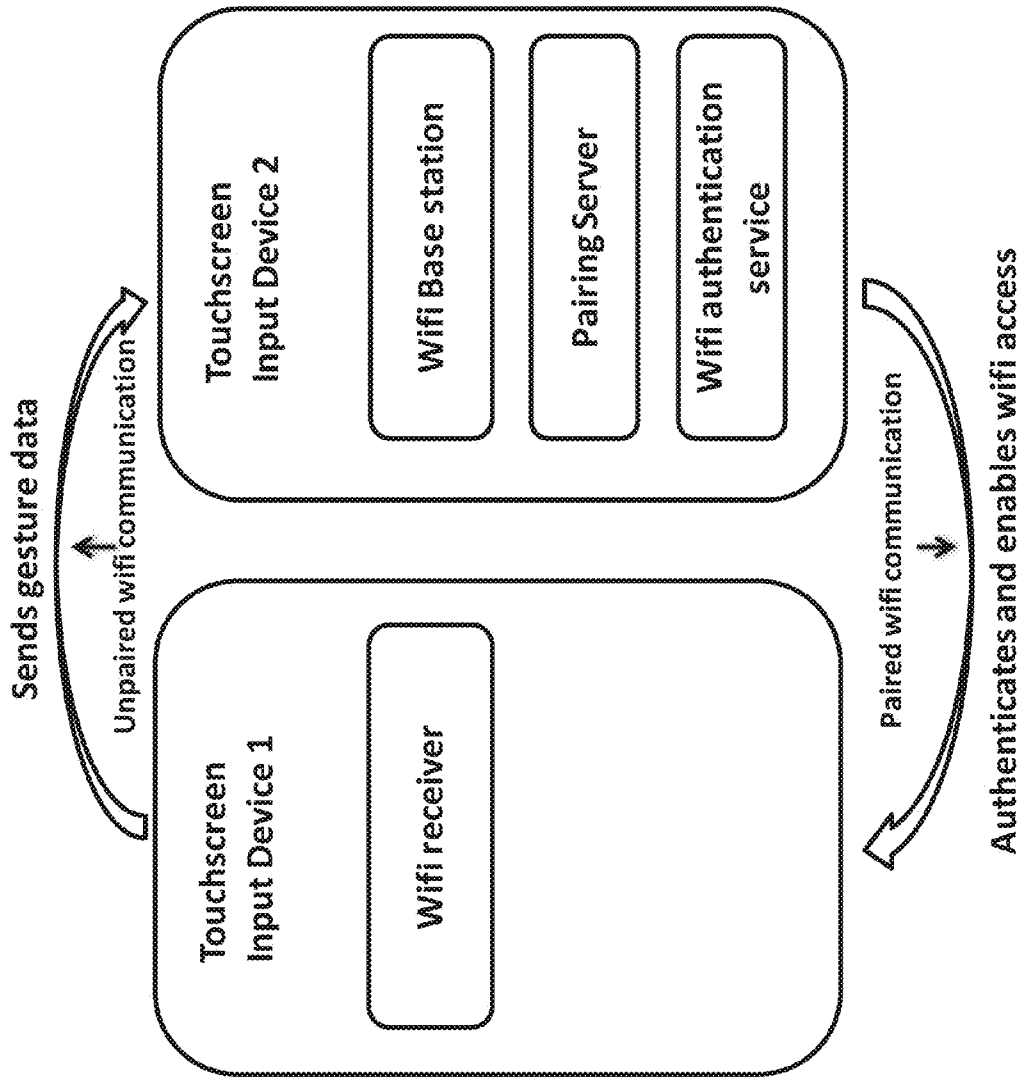 Sends gesture data
Unpaired wifi communication
Touchscreen
Input Device 1
Wifi receiver
Touchscreen
Input Device 2
Wifi Base station
Pairing Server
Wifi authentication
service
Paired wifi communication
Authenticates and enables wifi access